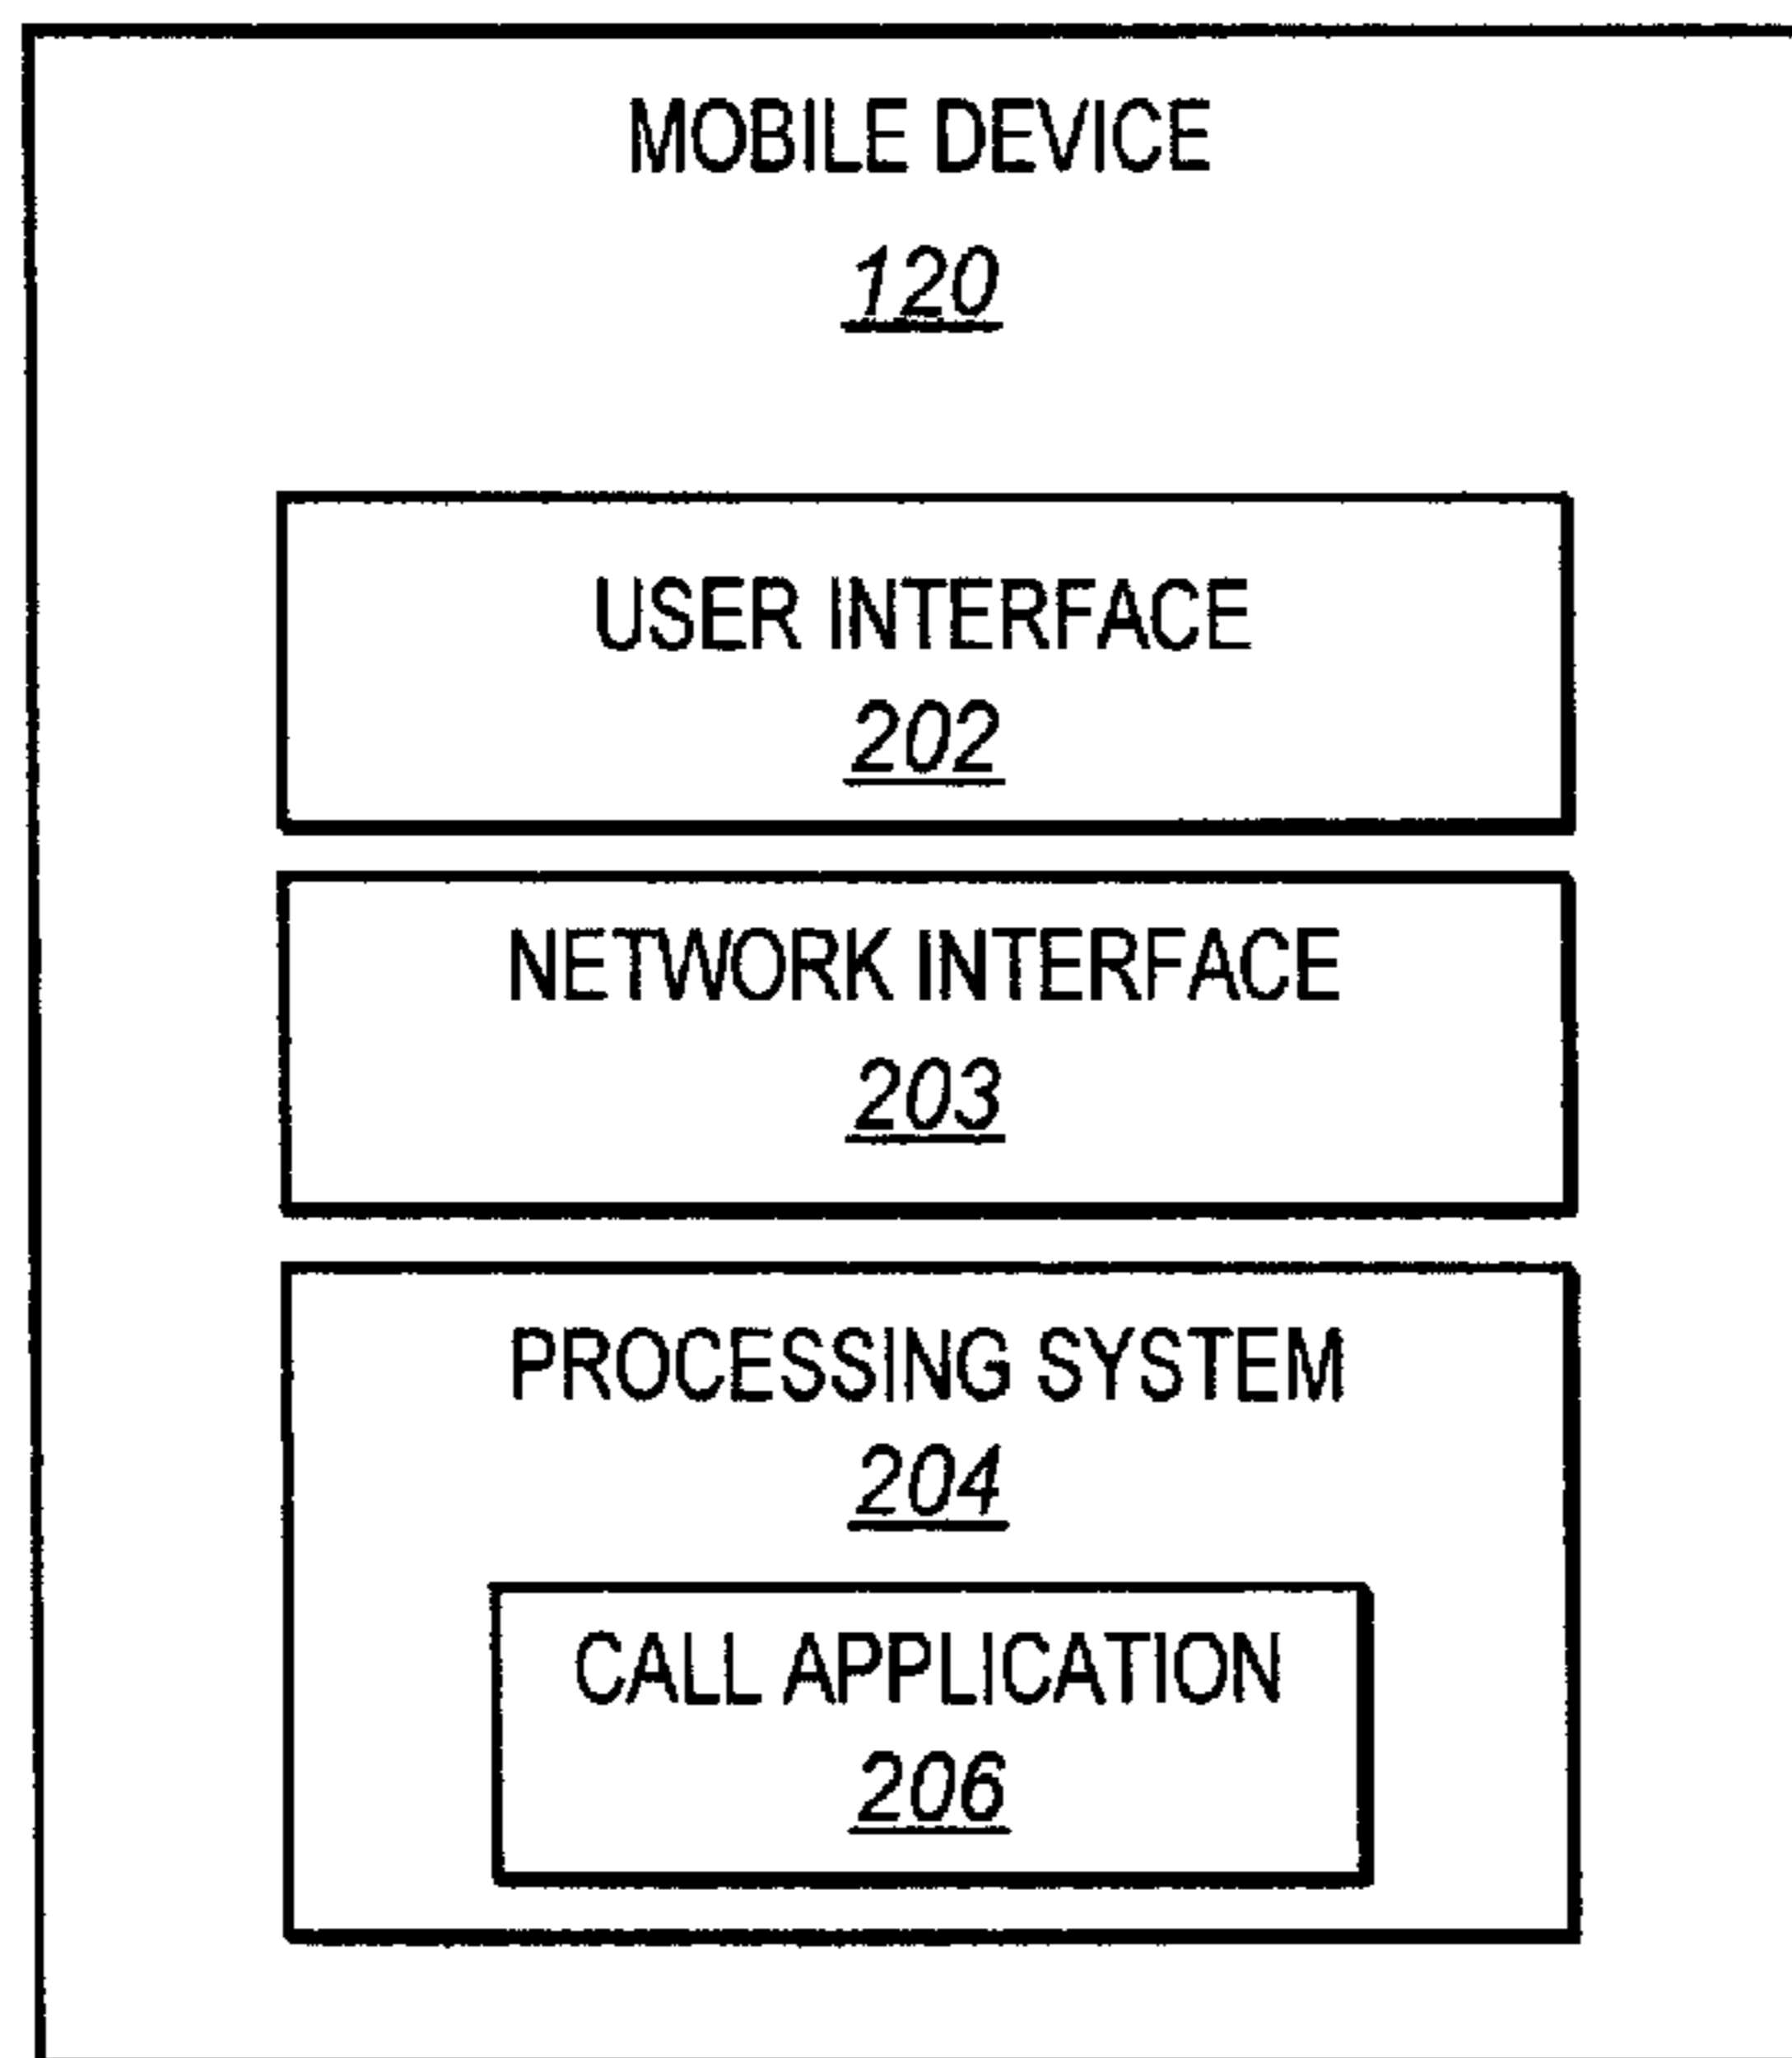 MOBILE DEVICE
120
USER INTERFACE
202
NETWORK INTERFACE
203
PROCESSING SYSTEM
204
CALL APPLICATION
206